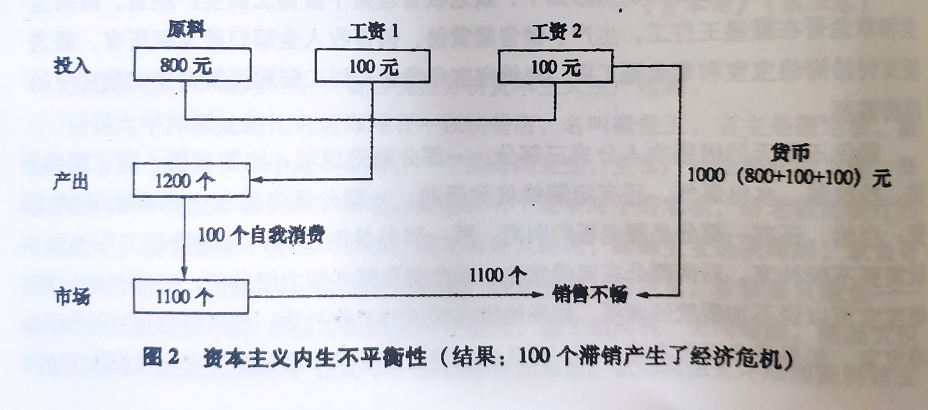 原料 工资 1 工资 2
投入 800 元 100 元 100 元
货币
产出 1200 个 1000（800+100+100）元
100 个自我消费
1100 个
市场 1100 个 销售不畅
图 2 资本主义内生不平衡性（结果：100 个滞销产生了经济危机）